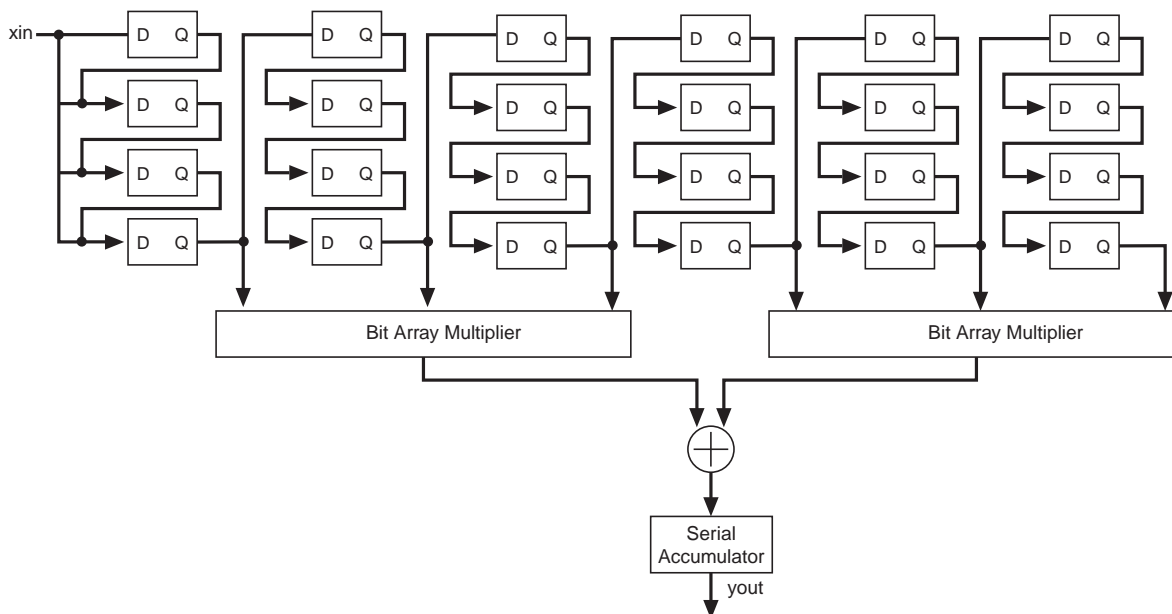 xin
D Q D Q D Q D Q D Q D Q
D Q D Q D Q D Q D Q D Q
D Q D Q D Q D Q D Q D Q
D Q D Q D Q D Q D Q D Q
Bit Array Multiplier
Bit Array Multiplier
Serial
Accumulator
yout